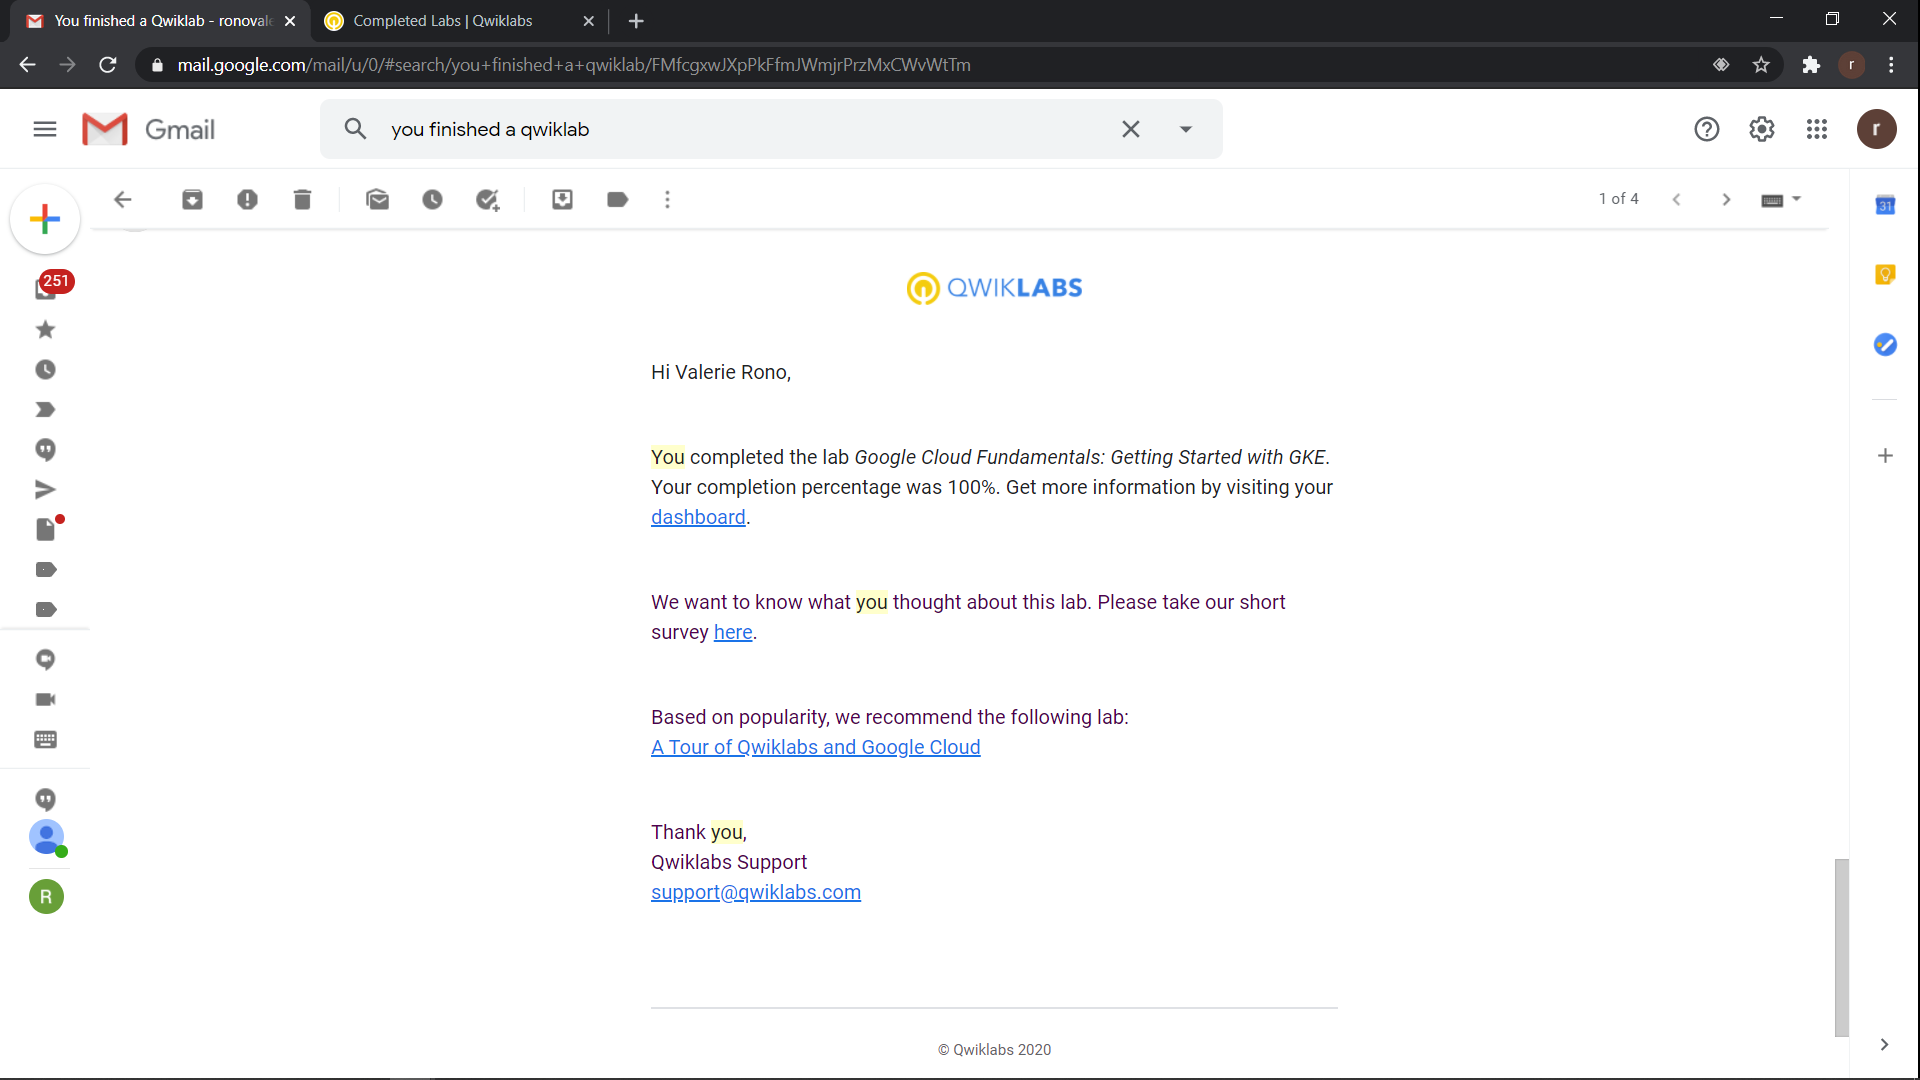 You finished a Qwiklab - ronovale
Completed Labs | Qwiklabs
mail.google.com/mail/u/0/#search/you+finished+a+qwiklab/FMfcgxwJXpPkFfmJWmjrPrzMxCWvWtTm
r
Gmail
you finished a qwiklab
r
1 of 4
31
251
QWIKLABS
Hi Valerie Rono,
You completed the lab Google Cloud Fundamentals: Getting Started with GKE.
Your completion percentage was 100%. Get more information by visiting your
dashboard.
We want to know what you thought about this lab. Please take our short
survey here.
Based on popularity, we recommend the following lab:
A Tour of Qwiklabs and Google Cloud
Thank you,
Qwiklabs Support
support@qwiklabs.com
R
© Qwiklabs 2020